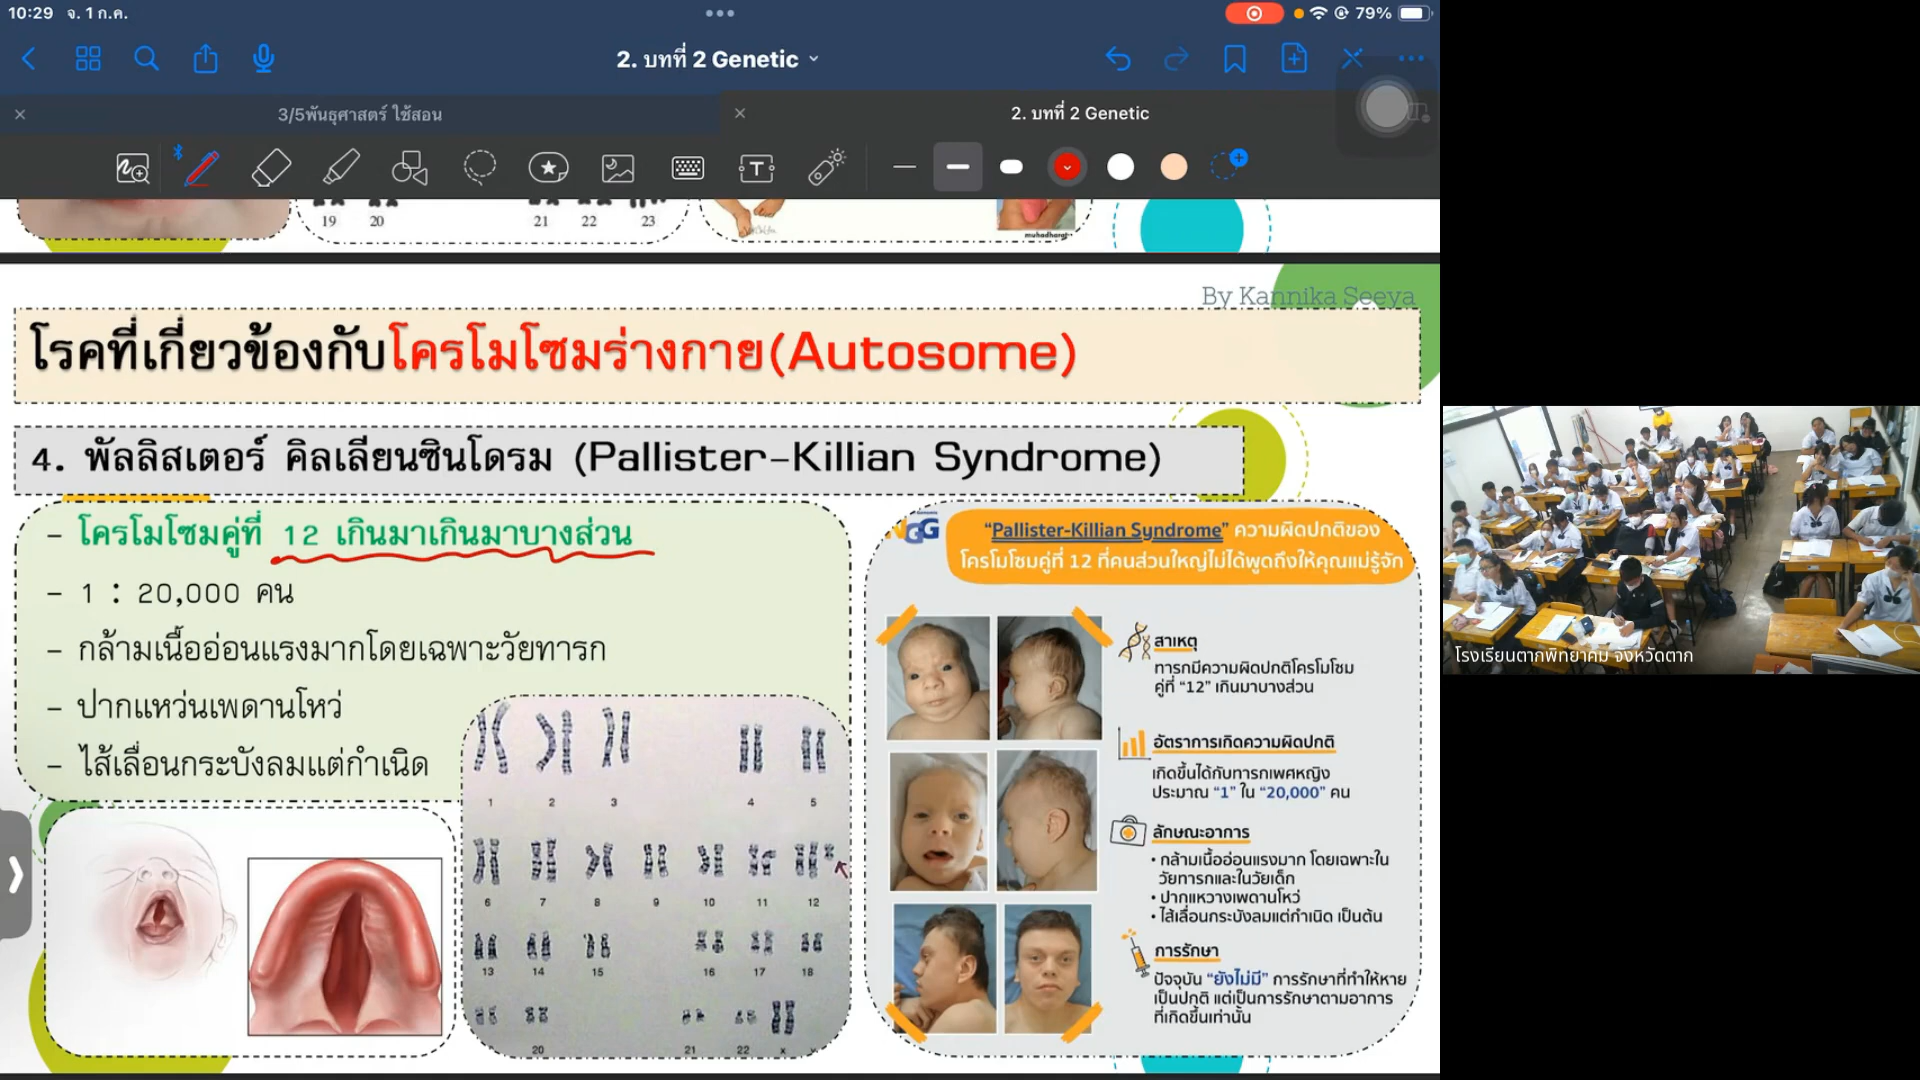 10:29 จ. 1 ก.ค.
79%
2. บทที่ 2 Genetic
3/5พันธุศาสตร์ ใช้สอน
2. บทที่ 2 Genetic
19 20 21 22 23
muhadharat
By Kannika Seeya
โรคที่เกี่ยวข้องกับโครโมโซมร่างกาย(Autosome)
4. พัลลิสเตอร์ คิลเลียนซินโดรม (Pallister-Killian Syndrome)
- โครโมโซมคู่ที่ 12 เกินมาเกินมาบางส่วน
- 1 : 20,000 คน
- กล้ามเนื้ออ่อนแรงมากโดยเฉพาะวัยทารก
- ปากแหว่นเพดานโหว่
- ไส้เลื่อนกระบังลมแต่กำเนิด
1 2 3 4 5
6 7 8 9 10 11 12
13 14 15 16 17 18
20 21 22 x
NGG
“Pallister-Killian Syndrome” ความผิดปกติของ
โครโมโซมคู่ที่ 12 ที่คนส่วนใหญ่ไม่ได้พูดถึงให้คุณแม่รู้จัก
สาเหตุ
ทารกมีความผิดปกติโครโมโซม
คู่ที่ “12” เกินมาบางส่วน
อัตราการเกิดความผิดปกติ
เกิดขึ้นได้กับทารกเพศหญิง
ประมาณ “1” ใน “20,000” คน
ลักษณะอาการ
• กล้ามเนื้ออ่อนแรงมาก โดยเฉพาะใน
วัยทารกและในวัยเด็ก
• ปากแหวางเพดานโหว่
• ไส้เลื่อนกระบังลมแต่กำเนิด เป็นต้น
การรักษา
ปัจจุบัน “ยังไม่มี” การรักษาที่ทำให้หาย
เป็นปกติ แต่เป็นการรักษาตามอาการ
ที่เกิดขึ้นเท่านั้น
โรงเรียนตากพิทยาคม จังหวัดตาก